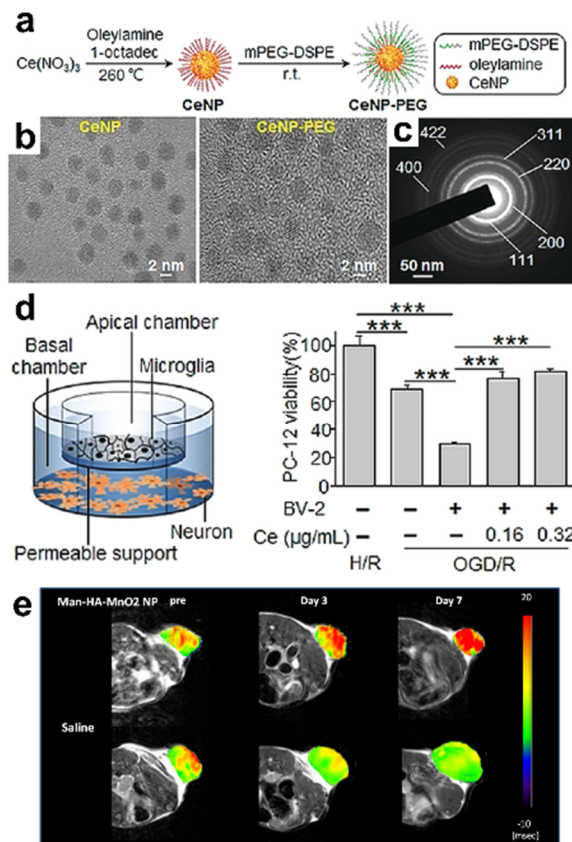 a
Ce(NO3)3
Oleylamine
1-octadec
260 ℃
CeNP
mPEG-DSPE
r.t.
CeNP-PEG
mPEG-DSPE
oleylamine
CeNP
b
CeNP
2 nm
CeNP-PEG
2 nm
c
422
400
311
220
200
111
50 nm
d
Apical chamber
Basal
chamber
Microglia
Neuron
Permeable support
PC-12 viability(%)
100
80
60
40
20
0
***
***
***
***
***
BV-2 - - + + +
Ce (µg/mL) - - - 0.16 0.32
H/R OGD/R
e
Man-HA-MnO2 NP pre Day 3 Day 7
Saline
20
-10
(msec)